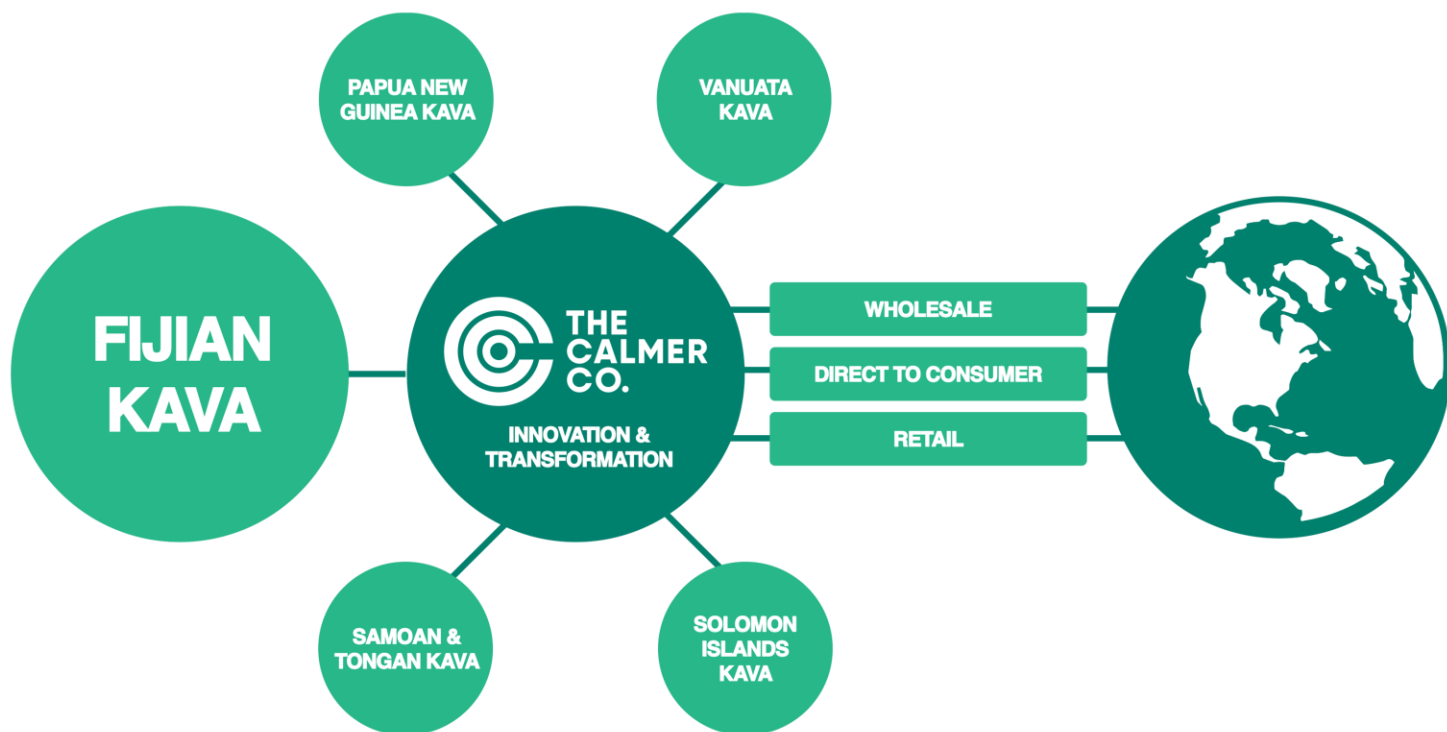 PAPUA NEW
GUINEA KAVA
VANUATA
KAVA
FIJIAN
KAVA
THE
CALMER
CO.
INNOVATION &
TRANSFORMATION
WHOLESALE
DIRECT TO CONSUMER
RETAIL
SAMOAN &
TONGAN KAVA
SOLOMON
ISLANDS
KAVA